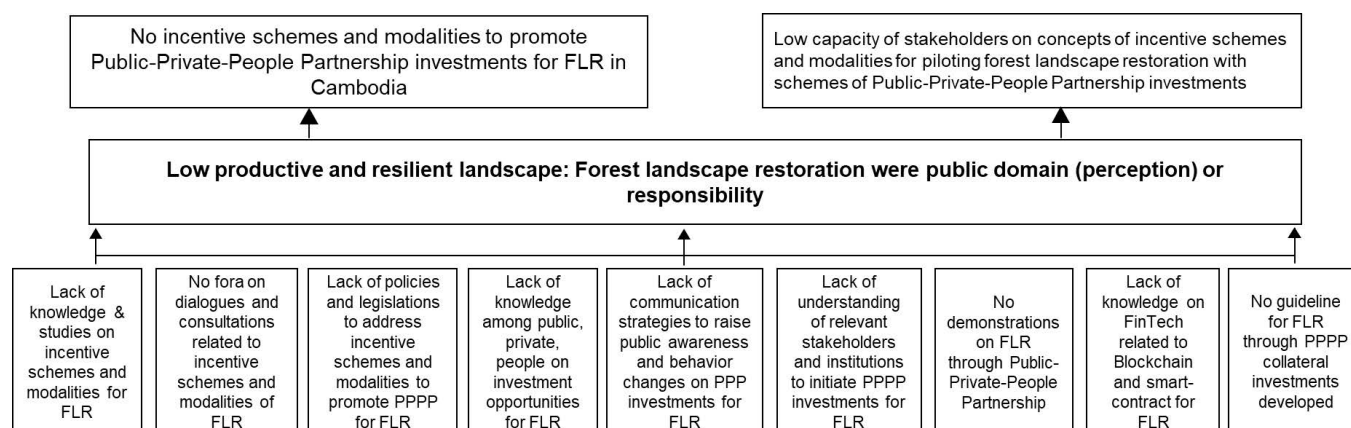 No incentive schemes and modalities to promote
Public-Private-People Partnership investments for FLR in
Cambodia
Low capacity of stakeholders on concepts of incentive schemes
and modalities for piloting forest landscape restoration with
schemes of Public-Private-People Partnership investments
Low productive and resilient landscape: Forest landscape restoration were public domain (perception) or
responsibility
Lack of
knowledge &
studies on
incentive
schemes and
modalities for
FLR
No fora on
dialogues and
consultations
related to
incentive
schemes and
modalities of
FLR
Lack of policies
and legislations
to address
incentive
schemes and
modalities to
promote PPPP
for FLR
Lack of
knowledge
among public,
private,
people on
investment
opportunities
for FLR
Lack of
communication
strategies to raise
public awareness
and behavior
changes on PPP
investments for
FLR
Lack of
understanding
of relevant
stakeholders
and institutions
to initiate PPPP
investments for
FLR
No
demonstrations
on FLR
through Public-
Private-People
Partnership
Lack of
knowledge on
FinTech
related to
Blockchain
and smart-
contract for
FLR
No guideline
for FLR
through PPPP
collateral
investments
developed